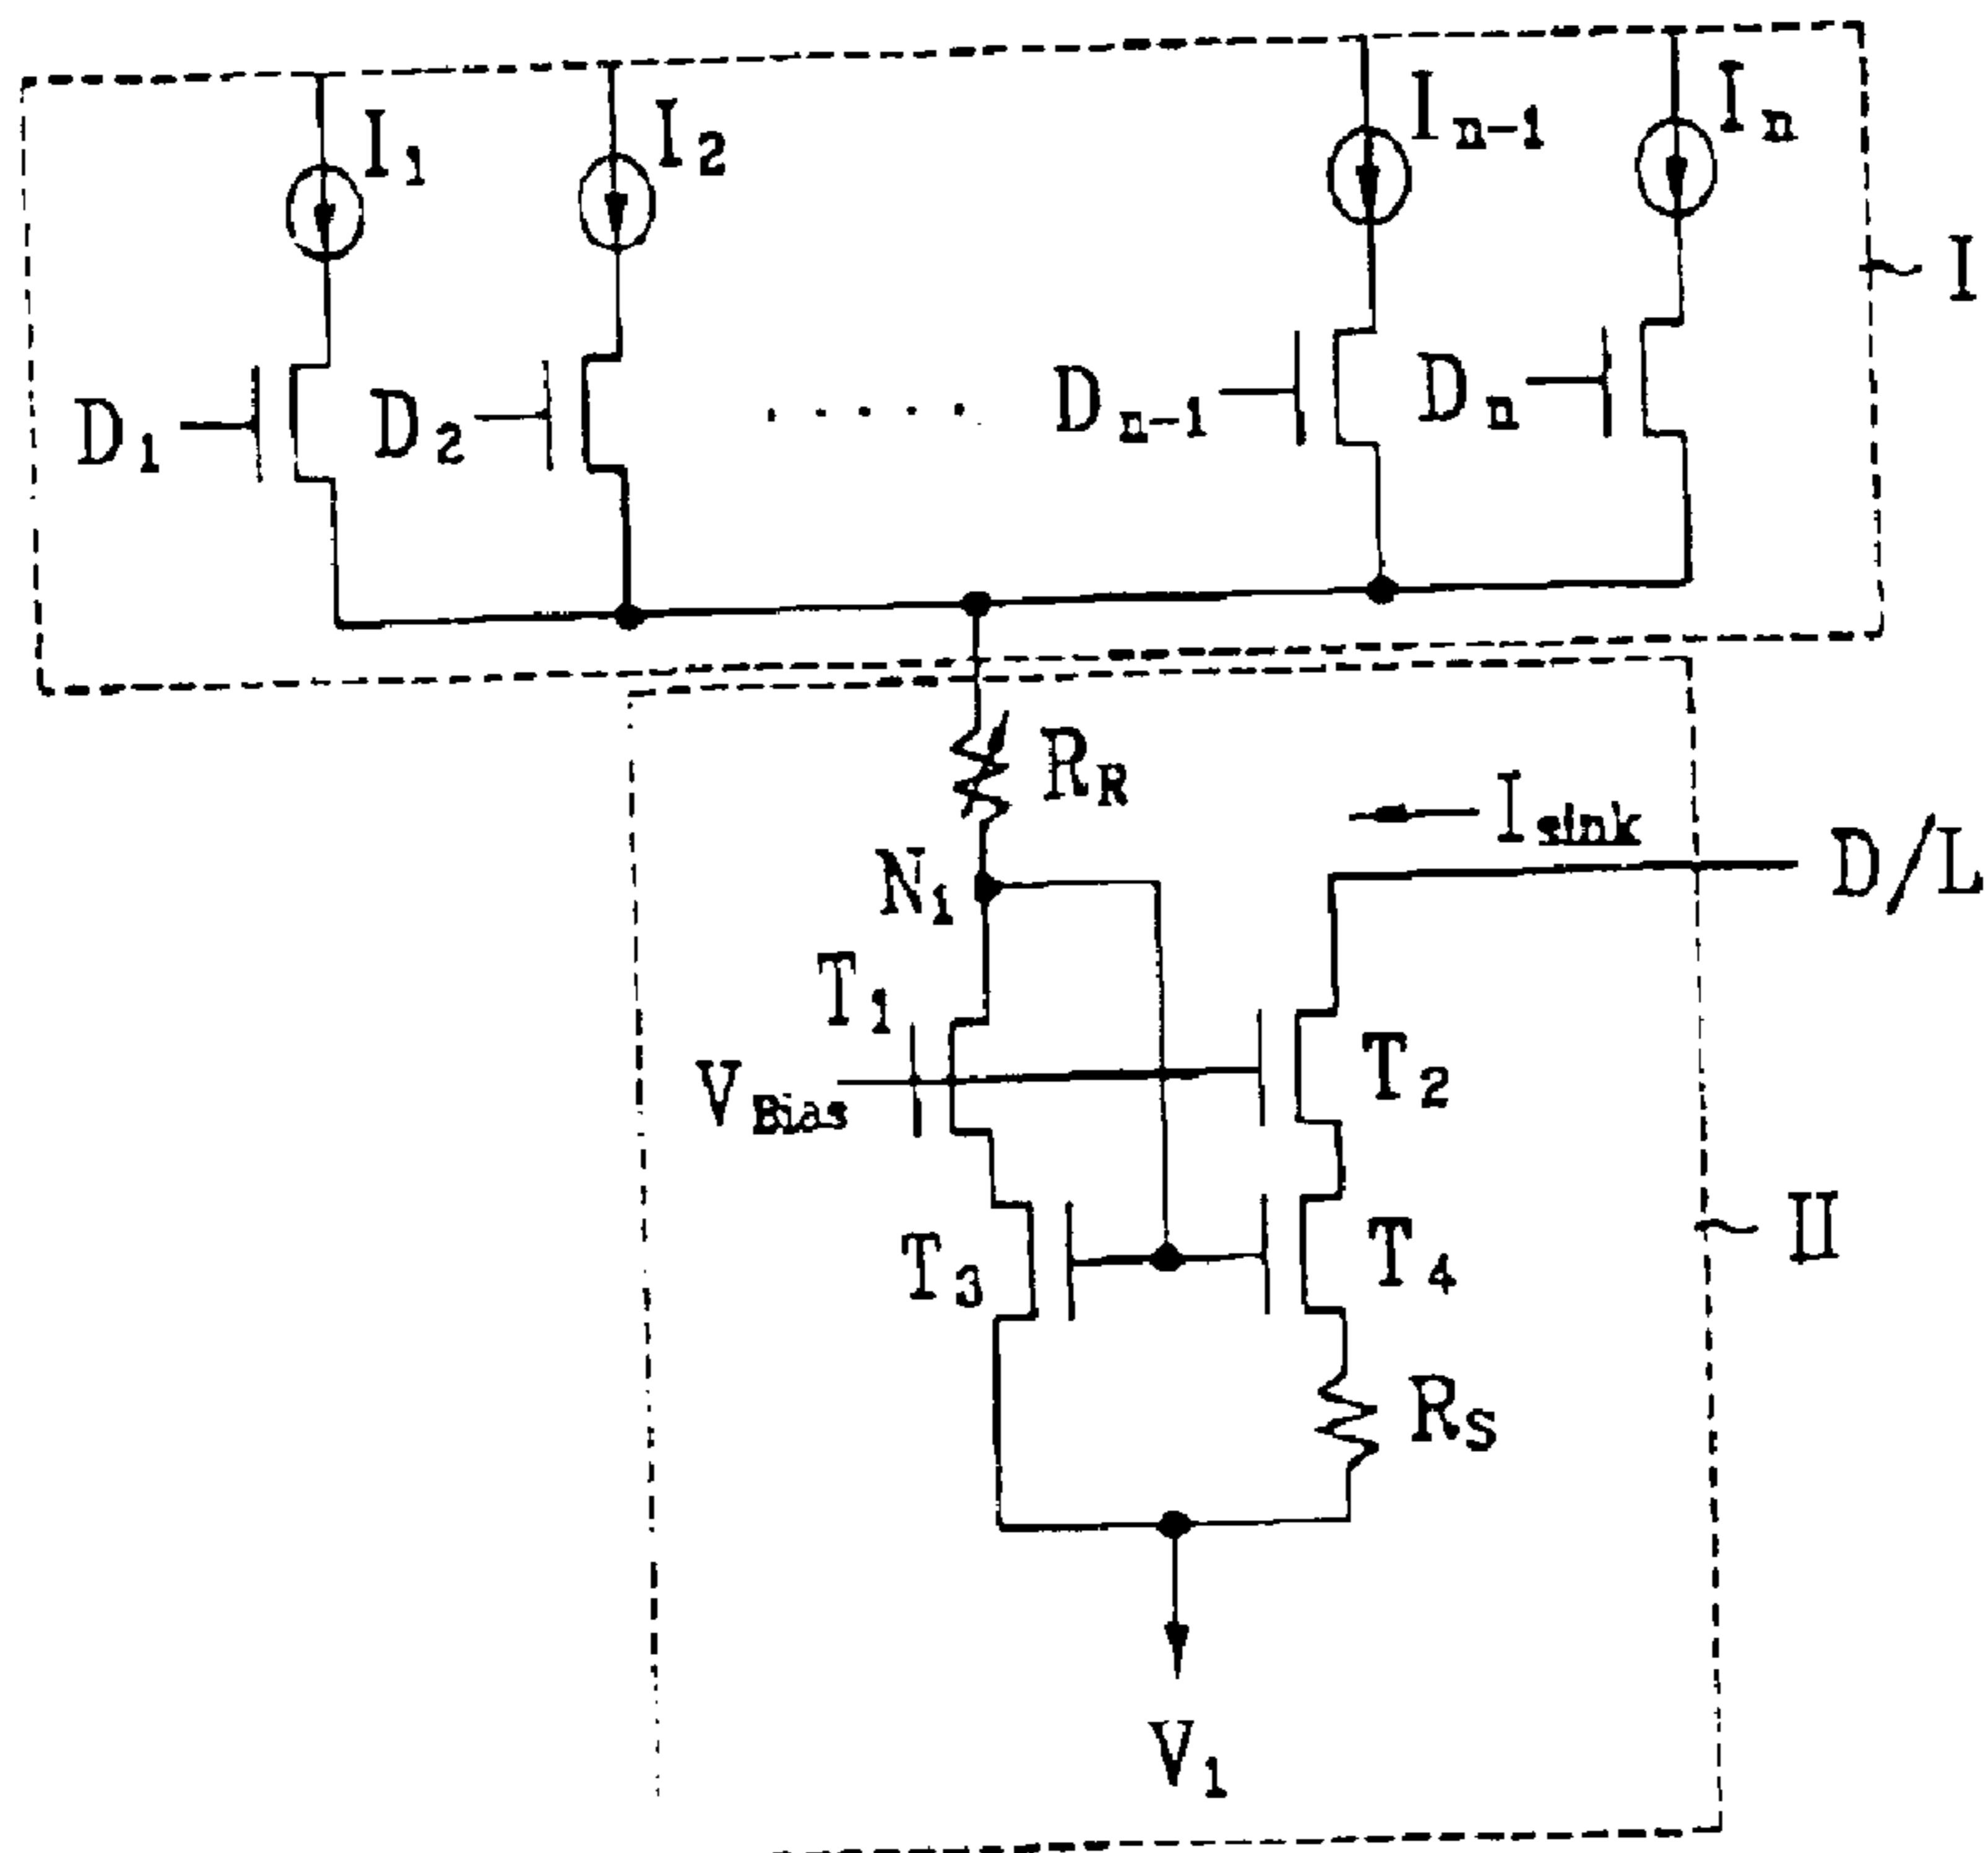 I1
I2
In-1
In
I
D1
D2
.....
Dn-1
Dn
RR
Isink
D/L
N1
T1
VBias
T2
T3
T4
II
RS
V1